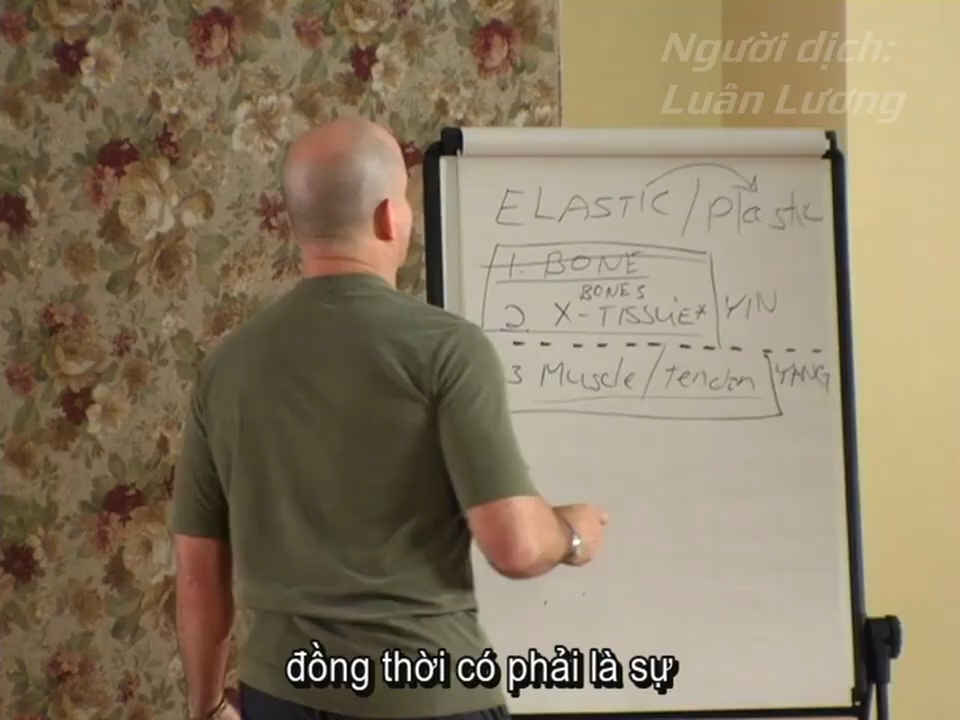 Người dịch:
Luân Lương
ELASTIC / plastic
1. BONE
BONES
2. X-TISSUE* YIN
3 Muscle/tendon YANG
đồng thời có phải là sự